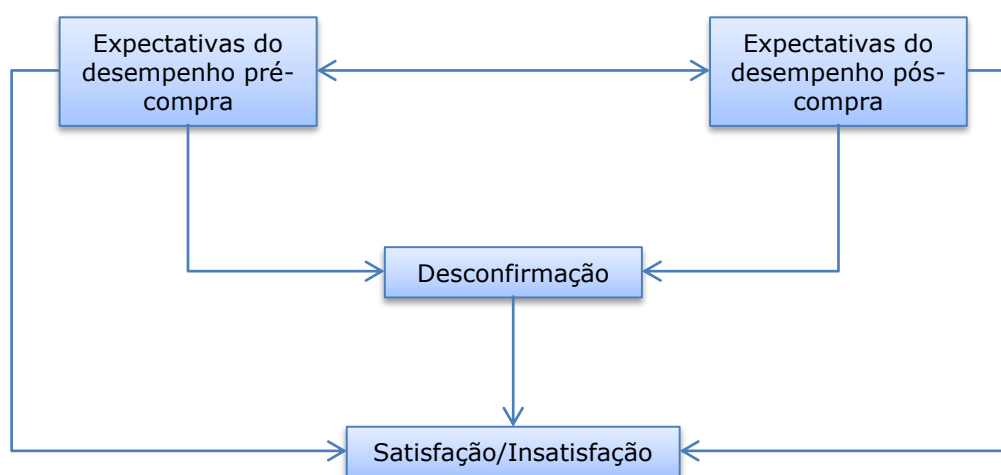 Expectativas do
desempenho pré-
compra
Expectativas do
desempenho pós-
compra
Desconfirmação
Satisfação/Insatisfação